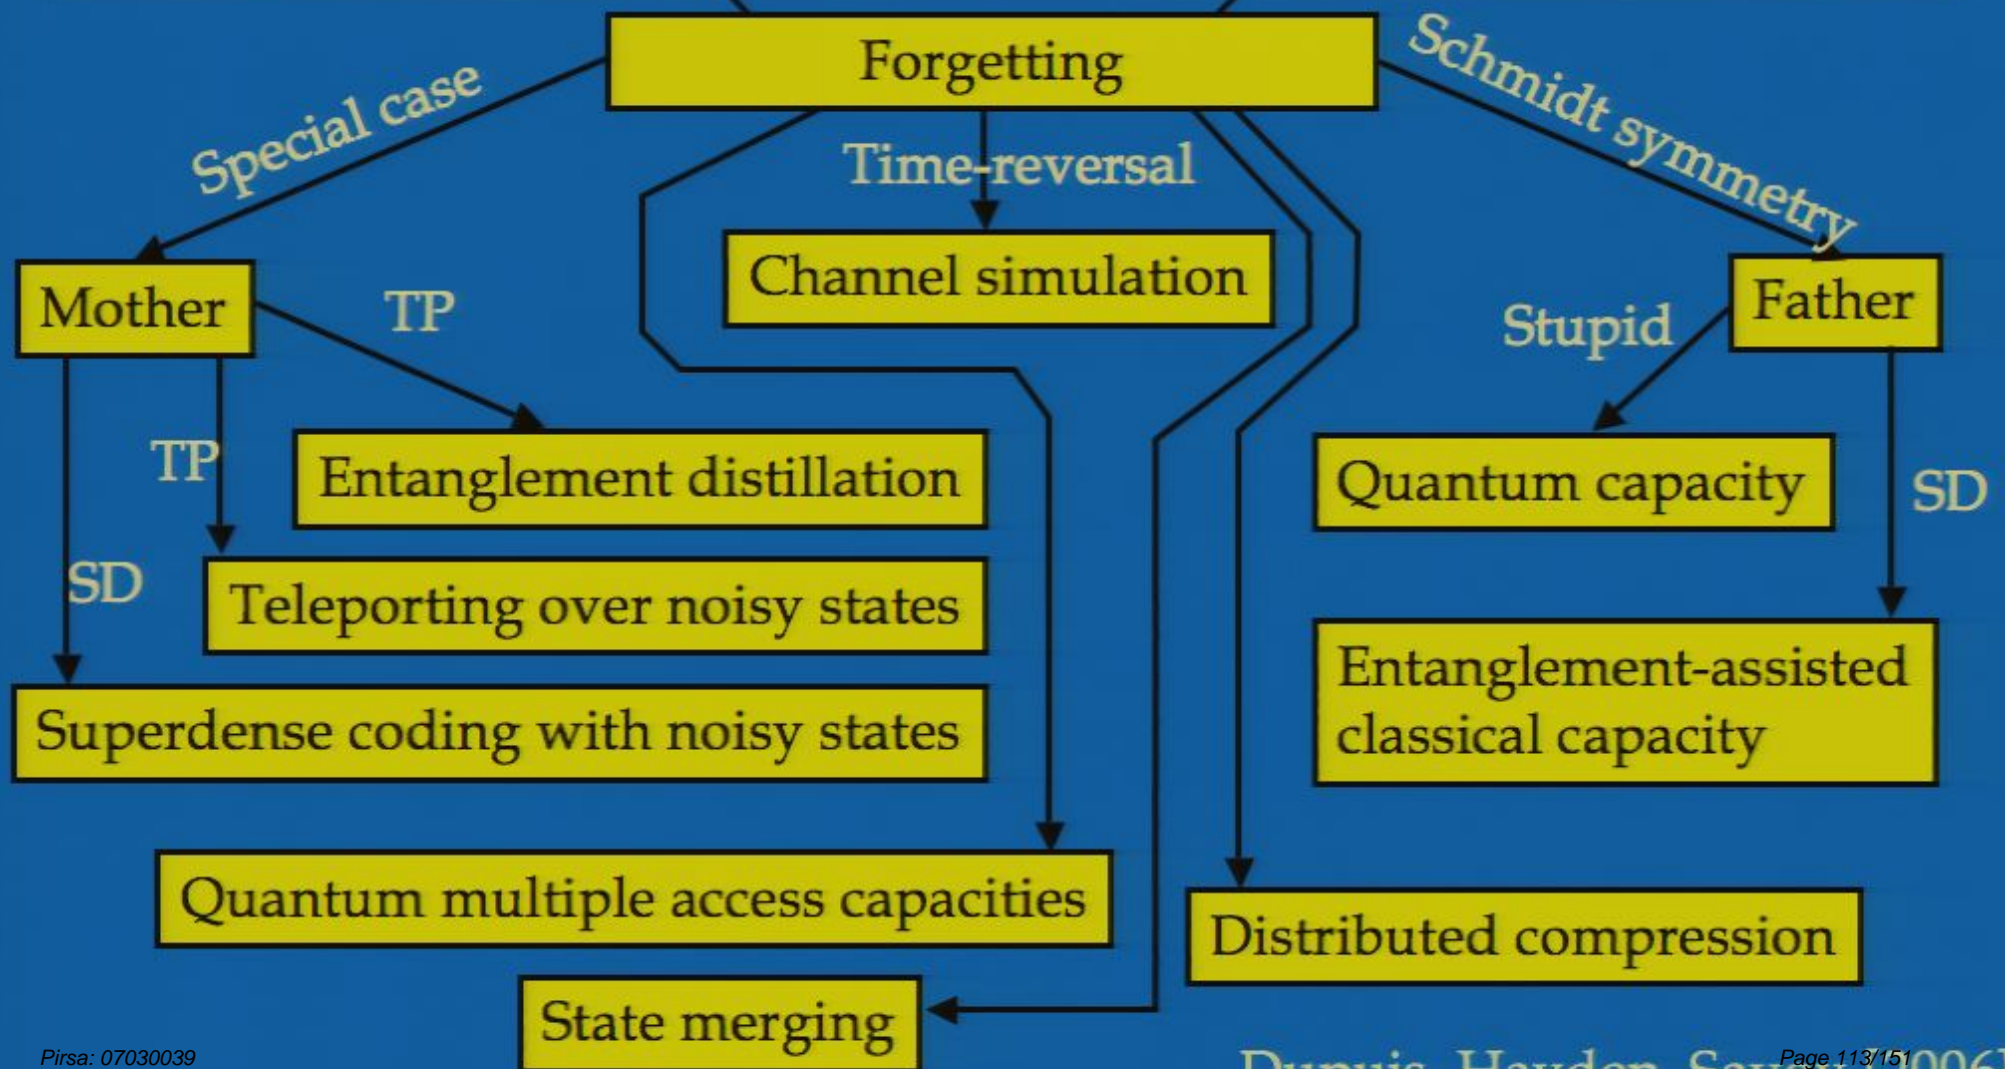 Forgetting
Special case
Schmidt symmetry
Time-reversal
Channel simulation
Mother
TP
Stupid
Father
Entanglement distillation
TP
Quantum capacity
SD
SD
Teleporting over noisy states
Entanglement-assisted
classical capacity
Superdense coding with noisy states
Quantum multiple access capacities
Distributed compression
State merging
Pirsa: 07030039
Page 113/151